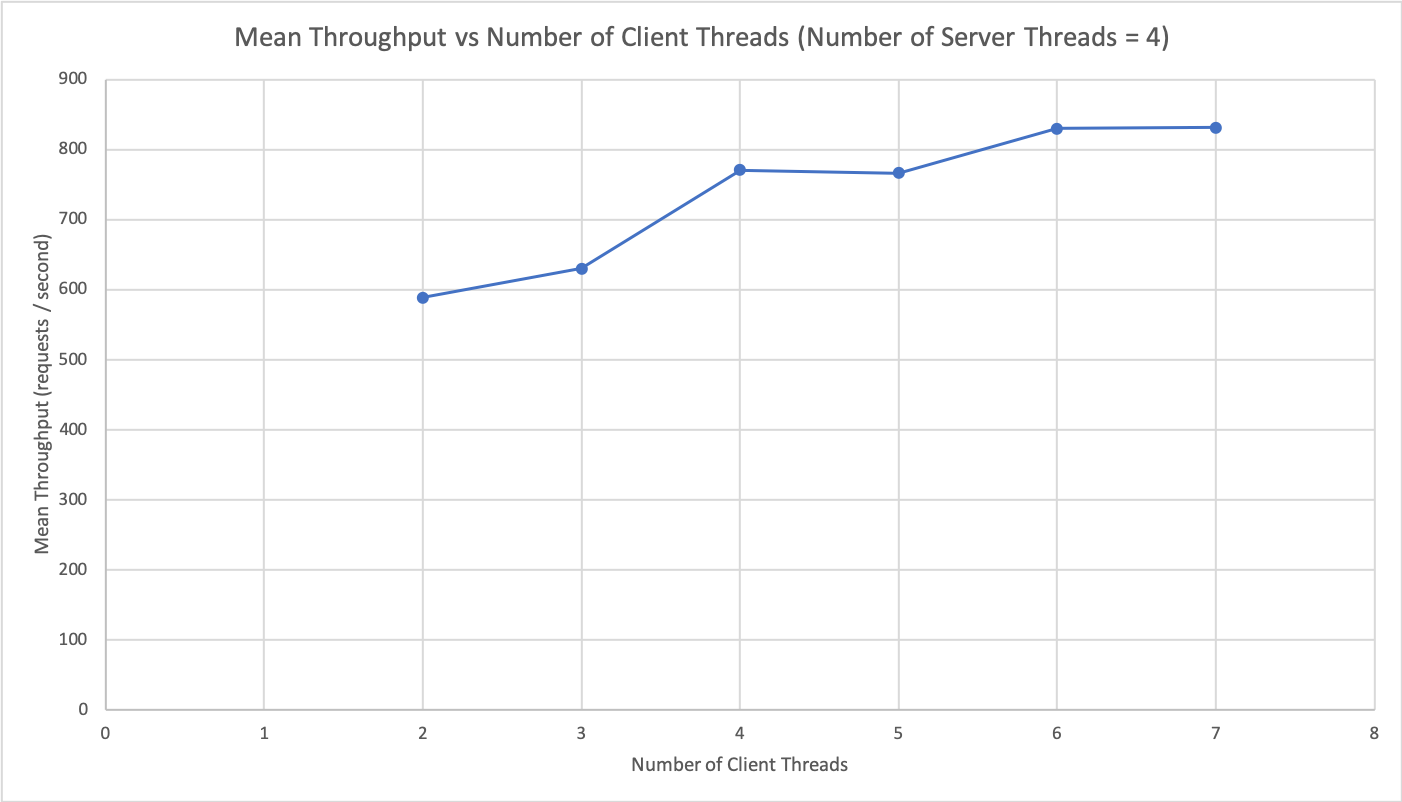 Mean Throughput vs Number of Client Threads (Number of Server Threads = 4)
900
800
700
600
500
400
300
200
100
0
Mean Throughput (requests / second)
0 1 2 3 4 5 6 7 8
Number of Client Threads